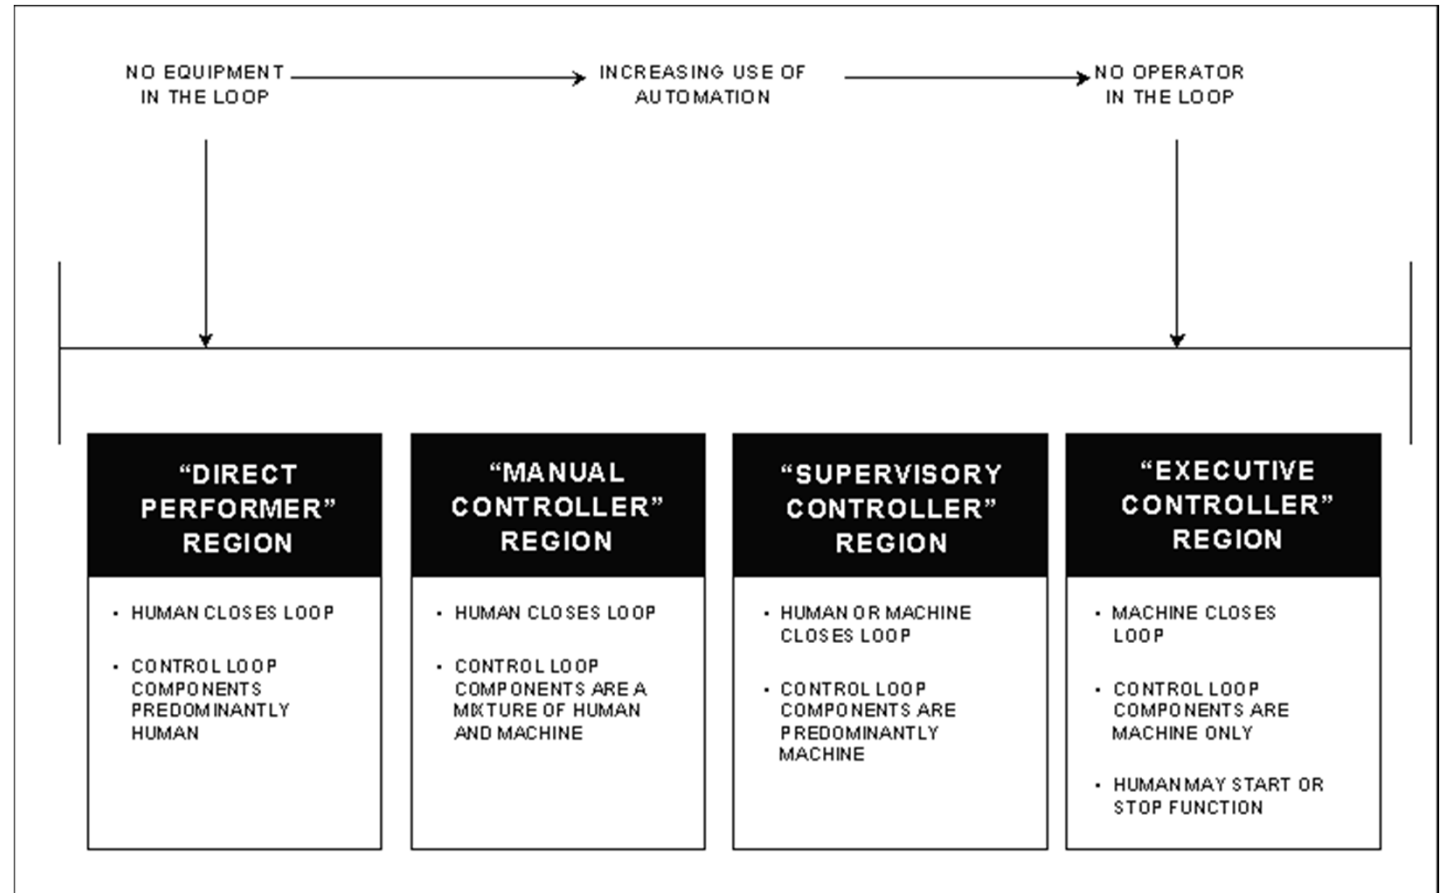 NO EQUIPMENT
IN THE LOOP
INCREASING USE OF
AUTOMATION
NO OPERATOR
IN THE LOOP
“DIRECT
PERFORMER”
REGION
• HUMAN CLOSES LOOP
• CONTROL LOOP
COMPONENTS
PREDOMINANTLY
HUMAN
“MANUAL
CONTROLLER”
REGION
• HUMAN CLOSES LOOP
• CONTROL LOOP
COMPONENTS ARE A
MIXTURE OF HUMAN
AND MACHINE
“SUPERVISORY
CONTROLLER”
REGION
• HUMAN OR MACHINE
CLOSES LOOP
• CONTROL LOOP
COMPONENTS ARE
PREDOMINANTLY
MACHINE
“EXECUTIVE
CONTROLLER”
REGION
• MACHINE CLOSES
LOOP
• CONTROL LOOP
COMPONENTS ARE
MACHINE ONLY
• HUMAN MAY START OR
STOP FUNCTION